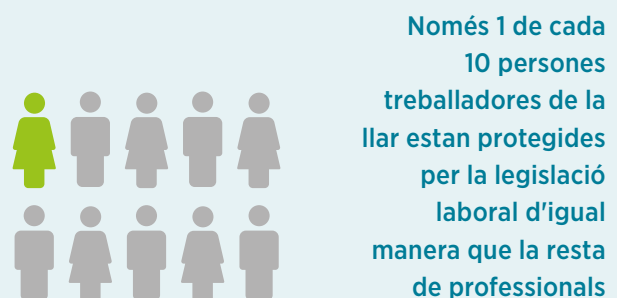 Només 1 de cada
10 persones
treballadores de la
llar estan protegides
per la legislació
laboral d'igual
manera que la resta
de professionals